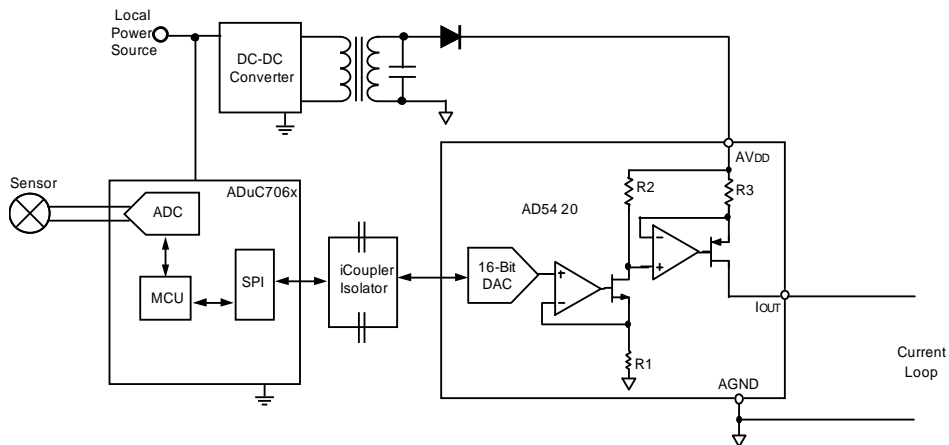 Local
Power
Source
DC-DC
Converter
Sensor
ADuC706x
ADC
MCU
SPI
iCoupler
Isolator
AD54 20
16-Bit
DAC
+
-
R1
R2
-
+
R3
AVDD
IOUT
AGND
Current
Loop